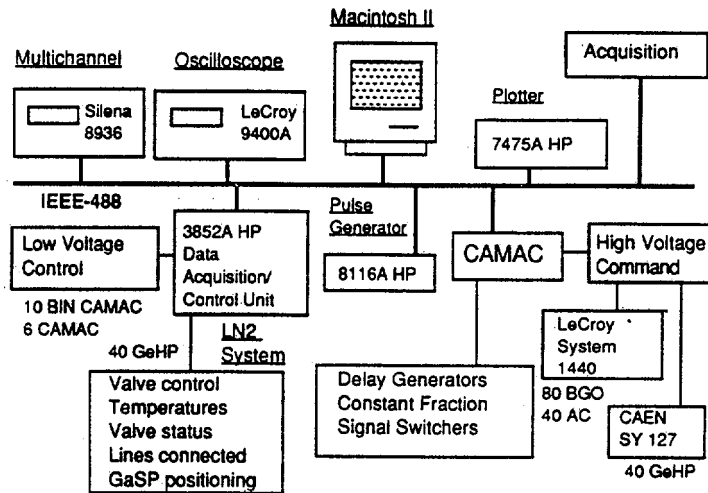 Macintosh II
Multichannel
Oscilloscope
Acquisition
Silena
8936
LeCroy
9400A
Plotter
7475A HP
IEEE-488
Low Voltage
Control
10 BIN CAMAC
6 CAMAC
3852A HP
Data
Acquisition/
Control Unit
Pulse
Generator
8116A HP
CAMAC
High Voltage
Command
LN2
System
40 GeHP
Valve control
Temperatures
Valve status
Lines connected
GaSP positioning
Delay Generators
Constant Fraction
Signal Switchers
LeCroy
System
1440
80 BGO
40 AC
CAEN
SY 127
40 GeHP